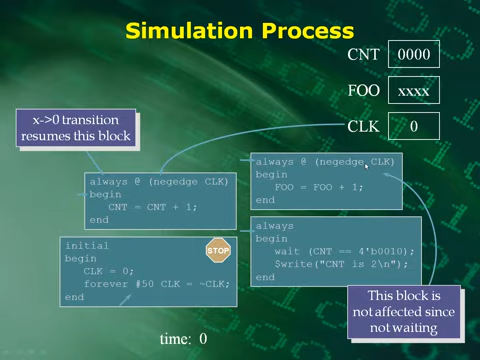 Simulation Process
CNT 0000
FOO xxxx
CLK 0
x->0 transition
resumes this block
always @ (negedge CLK)
begin
CNT = CNT + 1;
end
always @ (negedge CLK)
begin
FOO = FOO + 1;
end
initial
begin
CLK = 0;
forever #50 CLK = ~CLK;
end
STOP
always
begin
wait (CNT == 4'b0010);
$write("CNT is 2\n");
end
This block is
not affected since
not waiting
time: 0